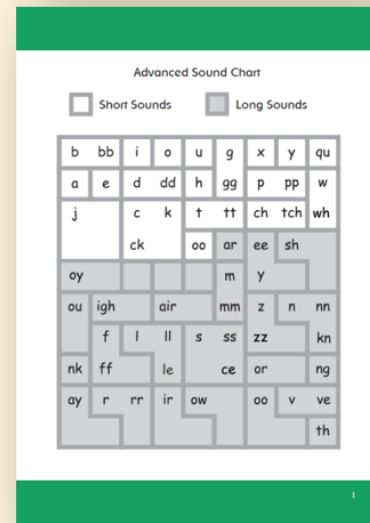 Advanced Sound Chart
Short Sounds Long Sounds
b bb i o u g x y qu
a e d dd h gg p pp w
j c k t tt ch tch wh
ck oo ar ee sh
oy m y
ou igh air mm z n nn
f l ll s ss zz kn
nk ff le ce or ng
ay r rr ir ow oo v ve
th
1